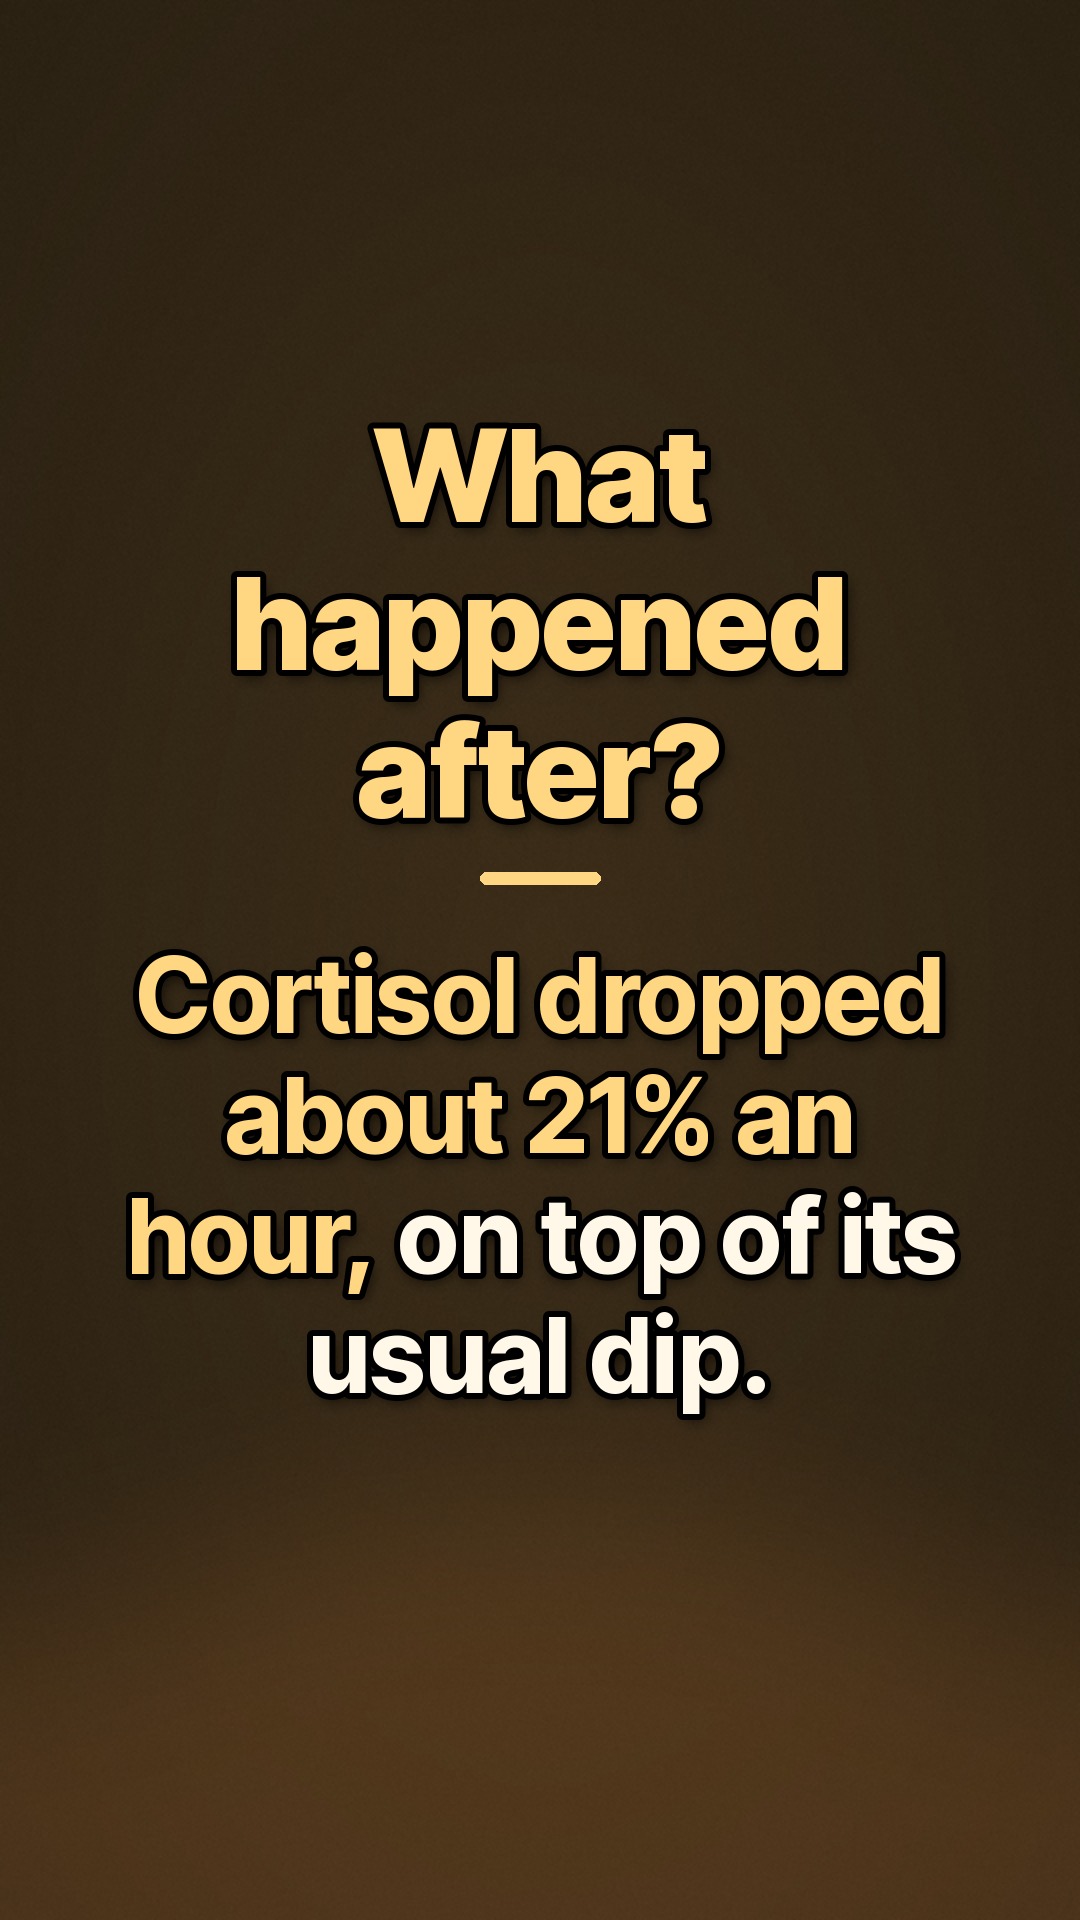 What
happened
after?
Cortisol dropped
about 21% an
hour, on top of its
usual dip.